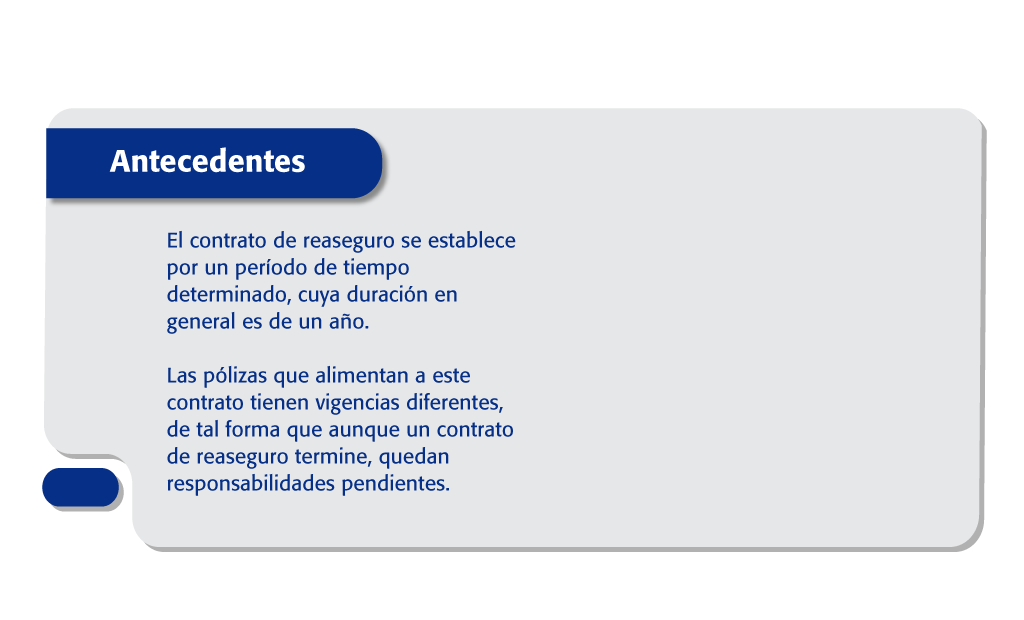 Antecedentes
El contrato de reaseguro se establece
por un período de tiempo
determinado, cuya duración en
general es de un año.
Las pólizas que alimentan a este
contrato tienen vigencias diferentes,
de tal forma que aunque un contrato
de reaseguro termine, quedan
responsabilidades pendientes.